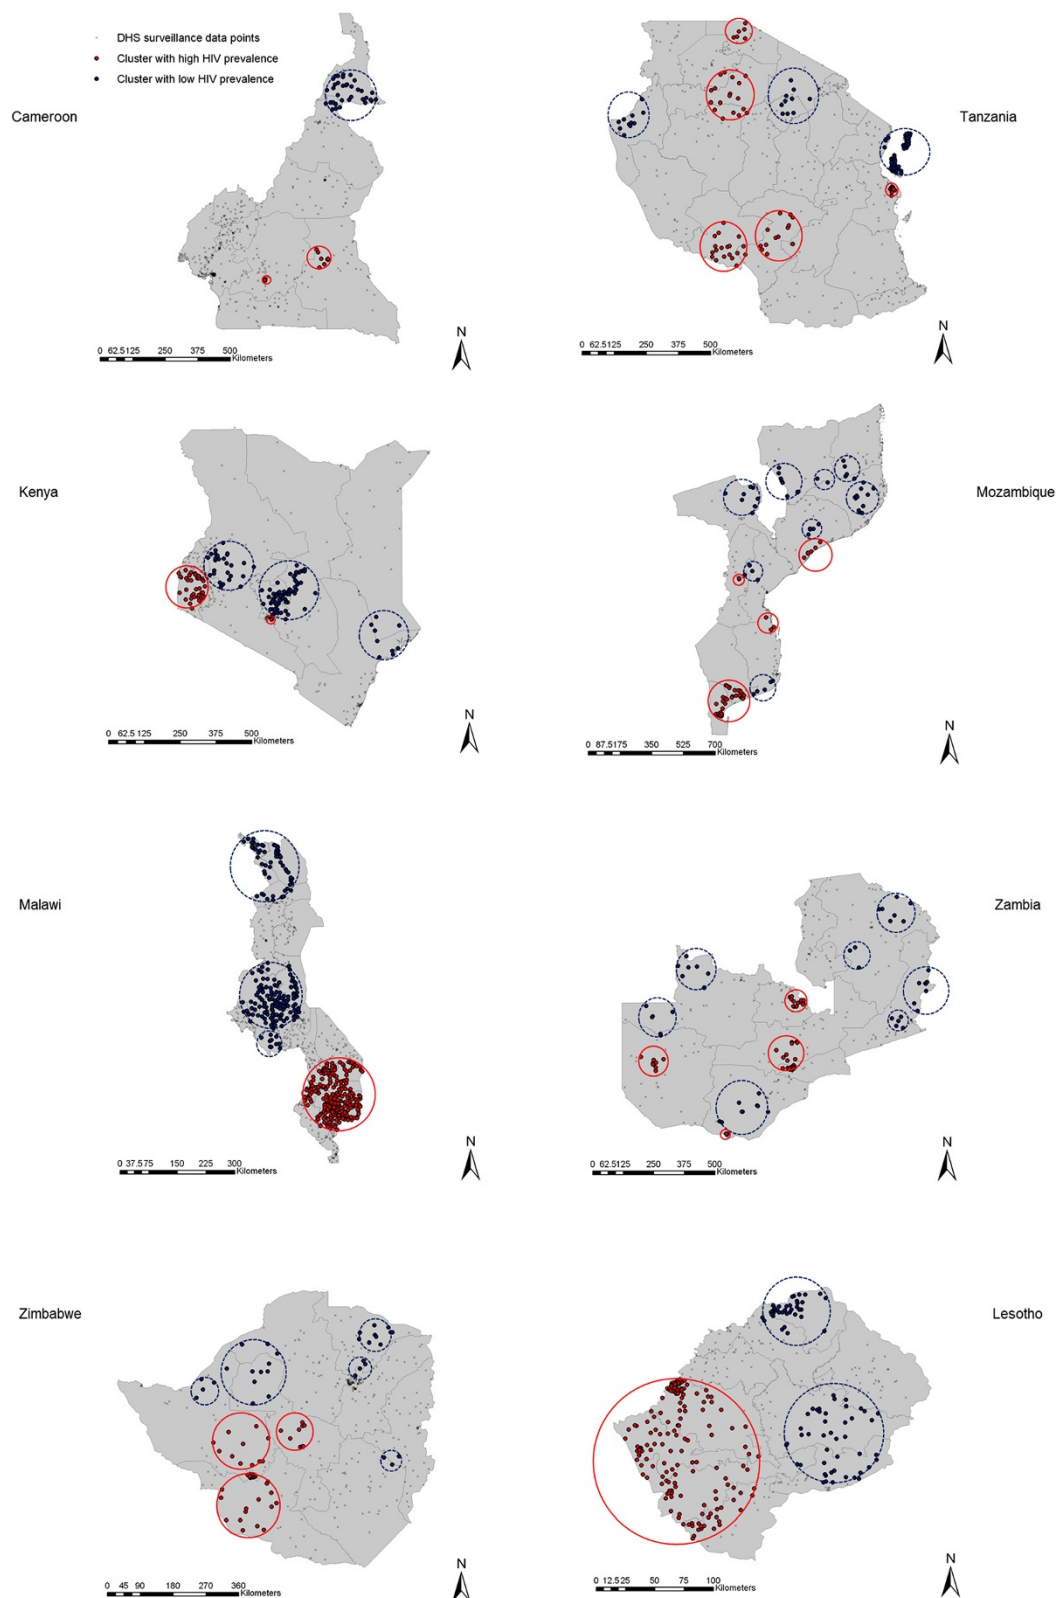 DHS surveillance data points
Cluster with high HIV prevalence
Cluster with low HIV prevalence
Cameroon
Tanzania
N
0 62.5125 250 375 500
Kilometers
N
0 62.5125 250 375 500
Kilometers
Kenya
Mozambique
N
0 62.5 125 250 375 500
Kilometers
N
0 87.5175 350 525 700
Kilometers
Malawi
Zambia
N
0 37.575 150 225 300
Kilometers
N
0 62.5125 250 375 500
Kilometers
Zimbabwe
Lesotho
N
0 45 90 180 270 360
Kilometers
N
0 12.525 50 75 100
Kilometers